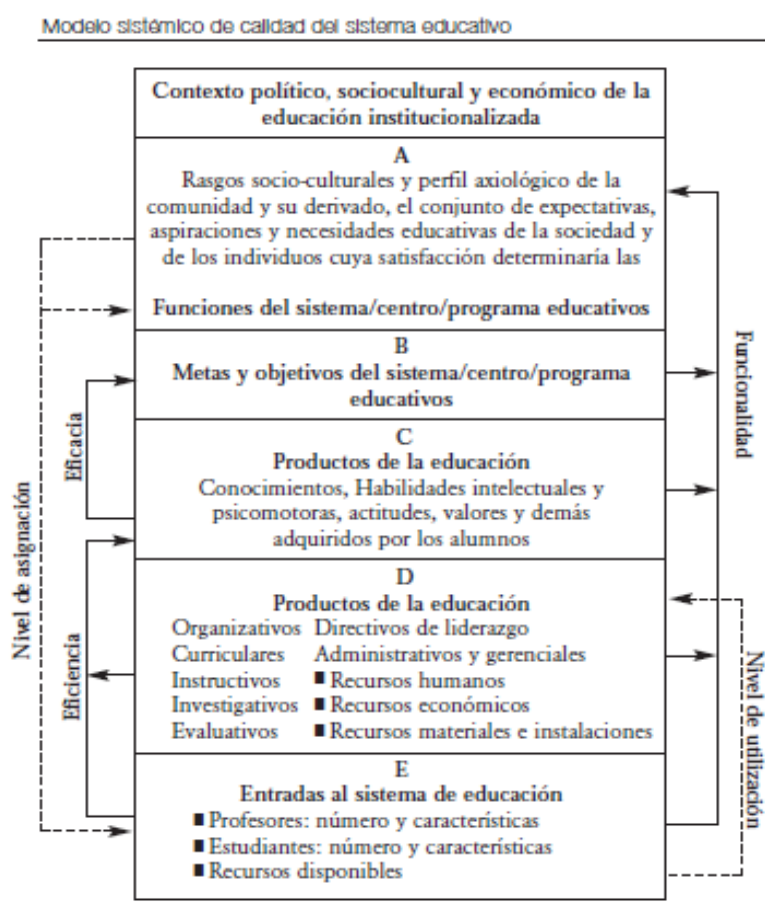 Modelo sistémico de calidad del sistema educativo
Contexto político, sociocultural y económico de la
educación institucionalizada
A
Rasgos socio-culturales y perfil axiológico de la
comunidad y su derivado, el conjunto de expectativas,
aspiraciones y necesidades educativas de la sociedad y
de los individuos cuya satisfacción determinaría las
Funciones del sistema/centro/programa educativos
B
Metas y objetivos del sistema/centro/programa
educativos
C
Productos de la educación
Conocimientos, Habilidades intelectuales y
psicomotoras, actitudes, valores y demás
adquiridos por los alumnos
D
Productos de la educación
Organizativos Directivos de liderazgo
Curriculares Administrativos y gerenciales
Instructivos ■ Recursos humanos
Investigativos ■ Recursos económicos
Evaluativos ■ Recursos materiales e instalaciones
E
Entradas al sistema de educación
■ Profesores: número y características
■ Estudiantes: número y características
■ Recursos disponibles
Nivel de asignación
Eficacia
Eficiencia
Funcionalidad
Nivel de utilización